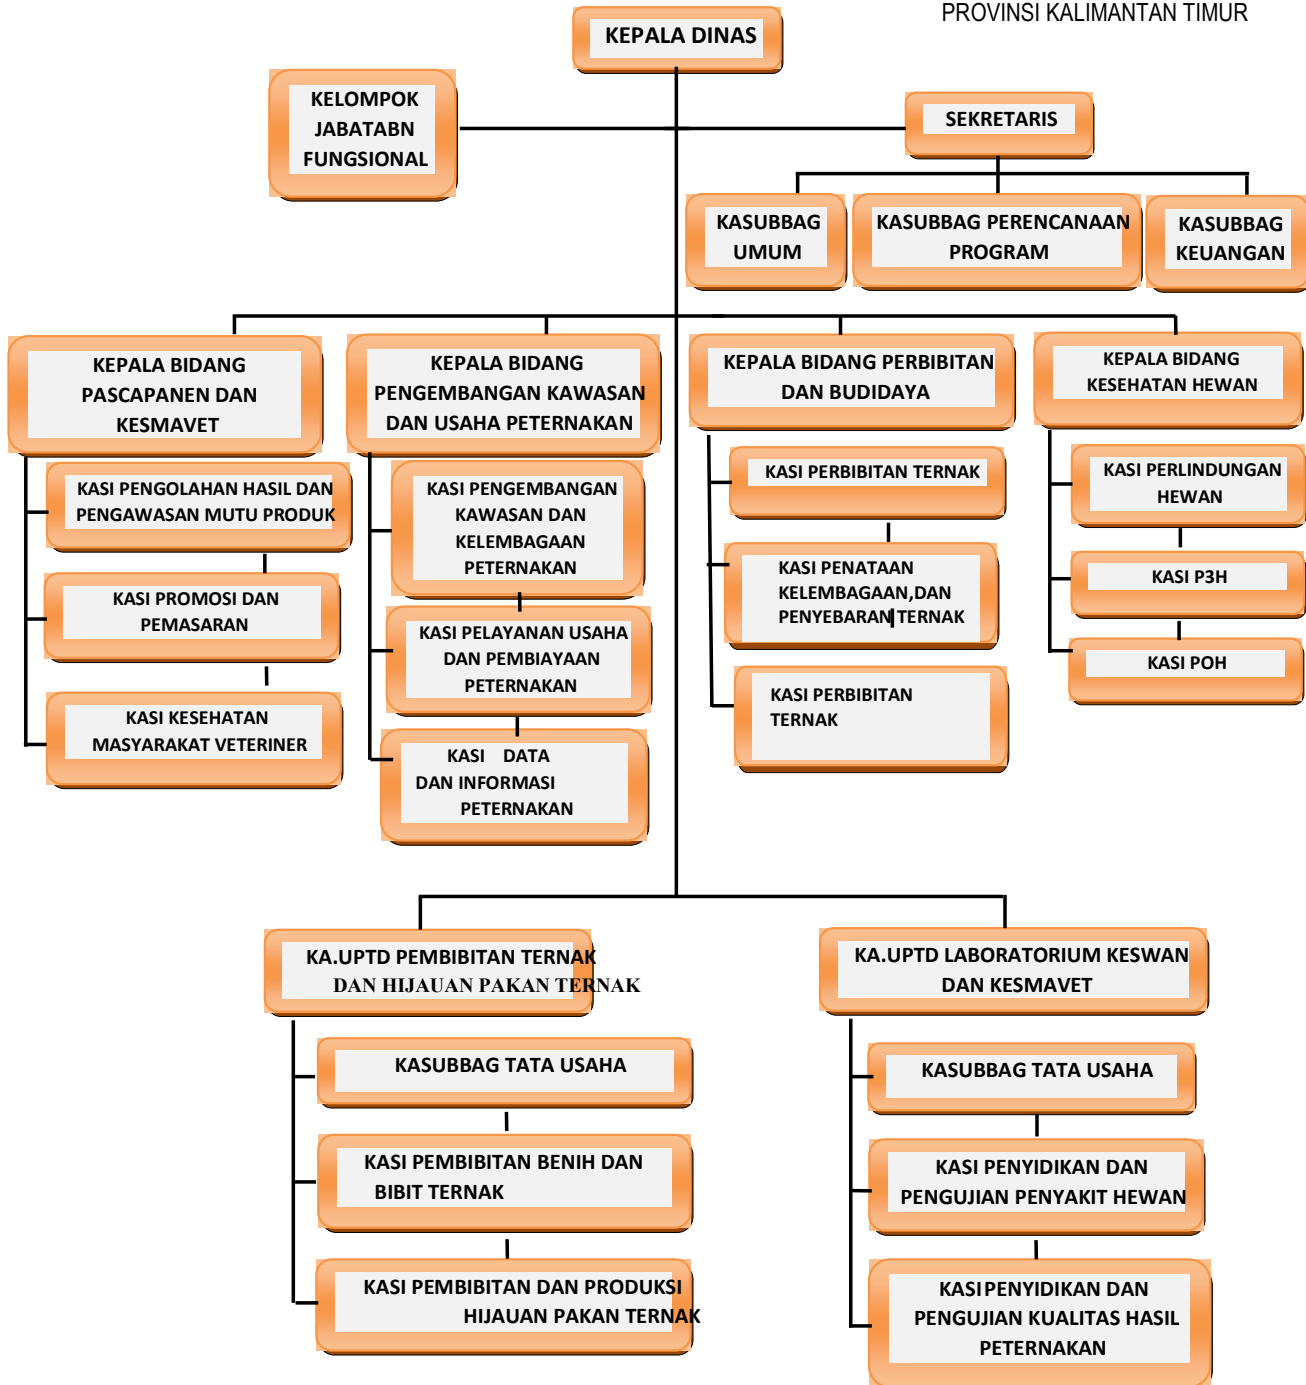 PROVINSI KALIMANTAN TIMUR
KEPALA DINAS
KELOMPOK
JABATABN
FUNGSIONAL
SEKRETARIS
KASUBBAG
UMUM
KASUBBAG PERENCANAAN
PROGRAM
KASUBBAG
KEUANGAN
KEPALA BIDANG
PASCAPANEN DAN
KESMAVET
KEPALA BIDANG
PENGEMBANGAN KAWASAN
DAN USAHA PETERNAKAN
KEPALA BIDANG PERBIBITAN
DAN BUDIDAYA
KEPALA BIDANG
KESEHATAN HEWAN
KASI PENGOLAHAN HASIL DAN
PENGAWASAN MUTU PRODUK
KASI PROMOSI DAN
PEMASARAN
KASI KESEHATAN
MASYARAKAT VETERINER
KASI PENGEMBANGAN
KAWASAN DAN
KELEMBAGAAN
PETERNAKAN
KASI PELAYANAN USAHA
DAN PEMBIAYAAN
PETERNAKAN
KASI DATA
DAN INFORMASI
PETERNAKAN
KASI PERBIBITAN TERNAK
KASI PENATAAN
KELEMBAGAAN,DAN
PENYEBARAN TERNAK
KASI PERBIBITAN
TERNAK
KASI PERLINDUNGAN
HEWAN
KASI P3H
KASI POH
KA.UPTD PEMBIBITAN TERNAK
DAN HIJAUAN PAKAN TERNAK
KASUBBAG TATA USAHA
KASI PEMBIBITAN BENIH DAN
BIBIT TERNAK
KASI PEMBIBITAN DAN PRODUKSI
HIJAUAN PAKAN TERNAK
KA.UPTD LABORATORIUM KESWAN
DAN KESMAVET
KASUBBAG TATA USAHA
KASI PENYIDIKAN DAN
PENGUJIAN PENYAKIT HEWAN
KASI PENYIDIKAN DAN
PENGUJIAN KUALITAS HASIL
PETERNAKAN